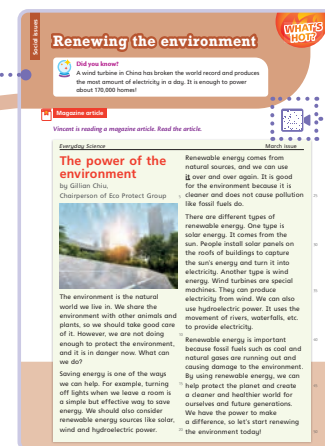 Social issues
WHAT'S
HOT?
Renewing the environment
Did you know?
A wind turbine in China has broken the world record and produces
the most amount of electricity in a day. It is enough to power
about 170,000 homes!
Magazine article
Vincent is reading a magazine article. Read the article.
Everyday Science
March issue
The power of the
environment
by Gillian Chiu,
Chairperson of Eco Protect Group
The environment is the natural
world we live in. We share the
environment with other animals and
plants, so we should take good care
of it. However, we are not doing
enough to protect the environment,
and it is in danger now. What can
we do?
Saving energy is one of the ways
we can help. For example, turning
off lights when we leave a room is
a simple but effective way to save
energy. We should also consider
renewable energy sources like solar,
wind and hydroelectric power.
Renewable energy comes from
natural sources, and we can use
it over and over again. It is good
for the environment because it is
cleaner and does not cause pollution
like fossil fuels do.
There are different types of
renewable energy. One type is
solar energy. It comes from the
sun. People install solar panels on
the roofs of buildings to capture
the sun's energy and turn it into
electricity. Another type is wind
energy. Wind turbines are special
machines. They can produce
electricity from wind. We can also
use hydroelectric power. It uses the
movement of rivers, waterfalls, etc.
to provide electricity.
Renewable energy is important
because fossil fuels such as coal and
natural gases are running out and
causing damage to the environment.
By using renewable energy, we can
help protect the planet and create
a cleaner and healthier world for
ourselves and future generations.
We have the power to make
a difference, so let's start renewing
the environment today!